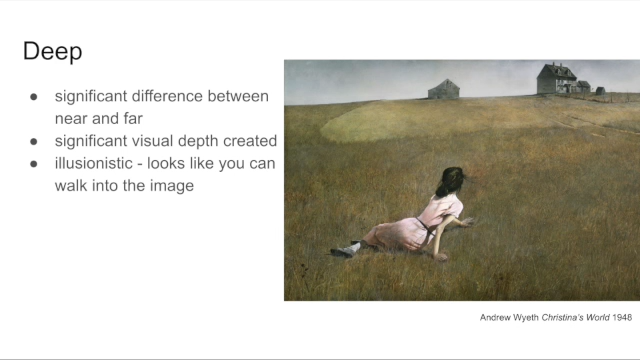 Deep
● significant difference between
near and far
● significant visual depth created
● illusionistic - looks like you can
walk into the image
Andrew Wyeth Christina's World 1948